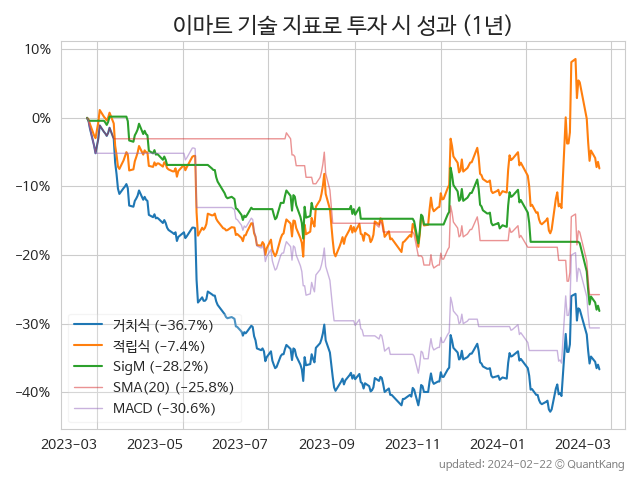 이마트 기술 지표로 투자 시 성과 (1년)
10%
0%
−10%
−20%
−30%
−40%
거치식 (−36.7%)
적립식 (−7.4%)
SigM (−28.2%)
SMA(20) (−25.8%)
MACD (−30.6%)
2023−03 2023−05 2023−07 2023−09 2023−11 2024−01 2024−03
updated: 2024−02−22 © QuantKang